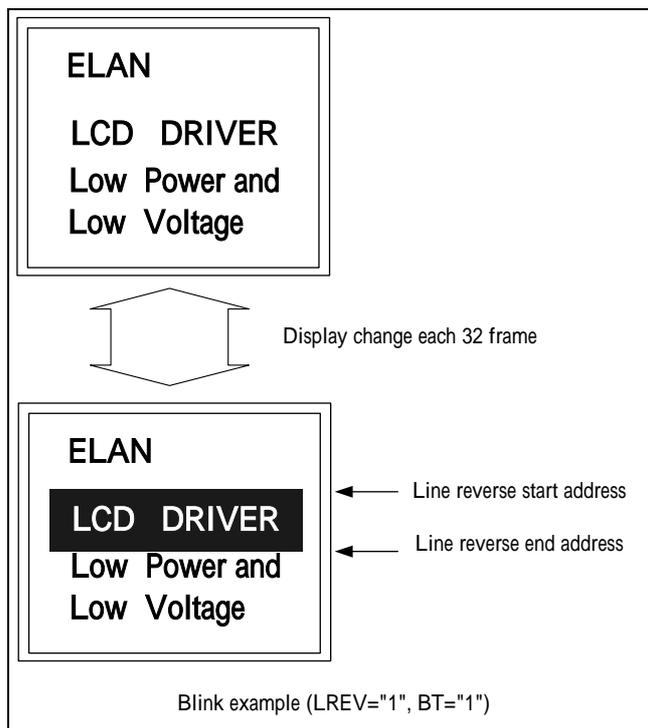 ELAN
LCD DRIVER
Low Power and
Low Voltage
Display change each 32 frame
ELAN
LCD DRIVER
Low Power and
Low Voltage
Line reverse start address
Line reverse end address
Blink example (LREV="1", BT="1")